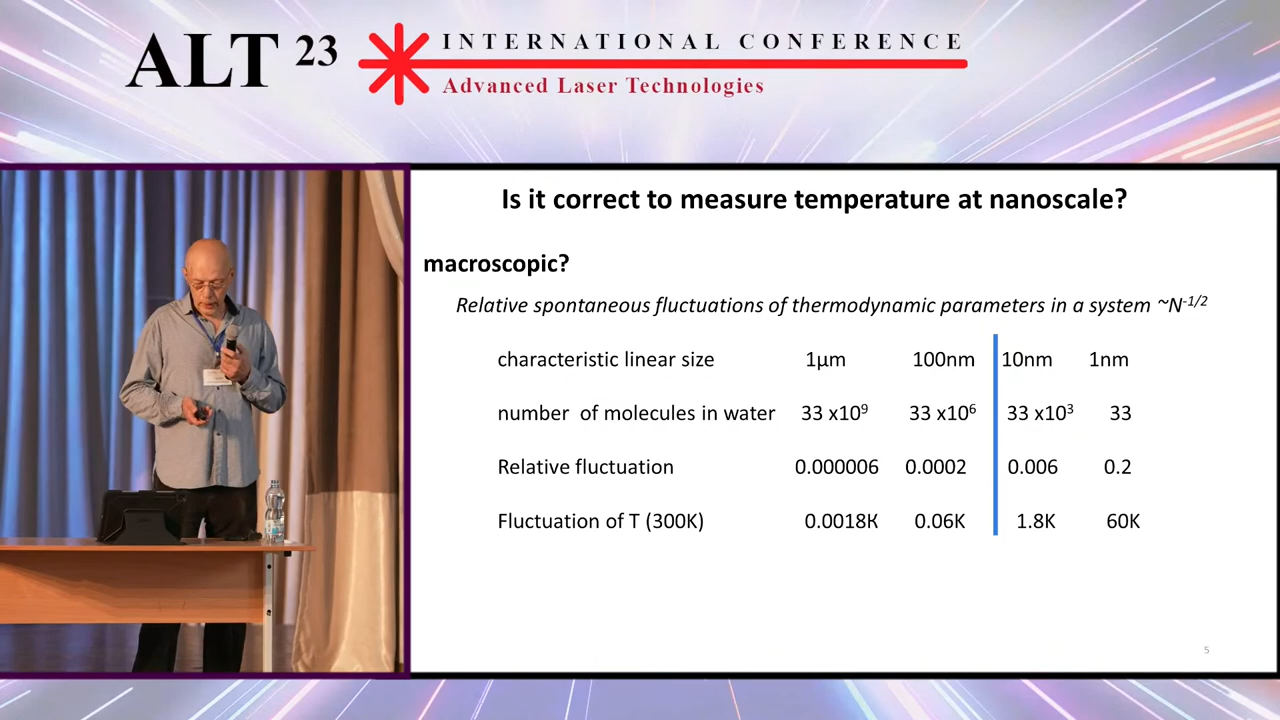 ALT 23
INTERNATIONAL CONFERENCE
Advanced Laser Technologies
Is it correct to measure temperature at nanoscale?
macroscopic?
Relative spontaneous fluctuations of thermodynamic parameters in a system ~N⁻¹/²
characteristic linear size 1µm 100nm 10nm 1nm
number of molecules in water 33 x10⁹ 33 x10⁶ 33 x10³ 33
Relative fluctuation 0.000006 0.0002 0.006 0.2
Fluctuation of T (300K) 0.0018K 0.06K 1.8K 60K
5